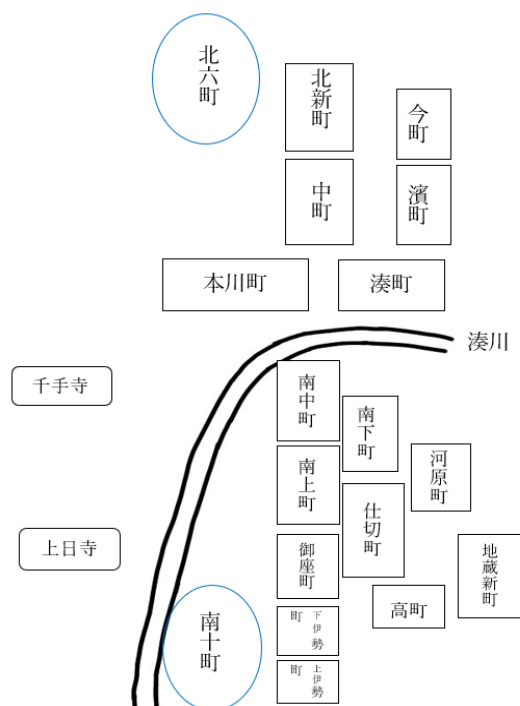 北六町
北新町
今町
中町
濱町
本川町
湊町
湊川
千手寺
南中町
南下町
河原町
南上町
仕切町
上日寺
御座町
地蔵新町
高町
南十町
下伊勢町
上伊勢町